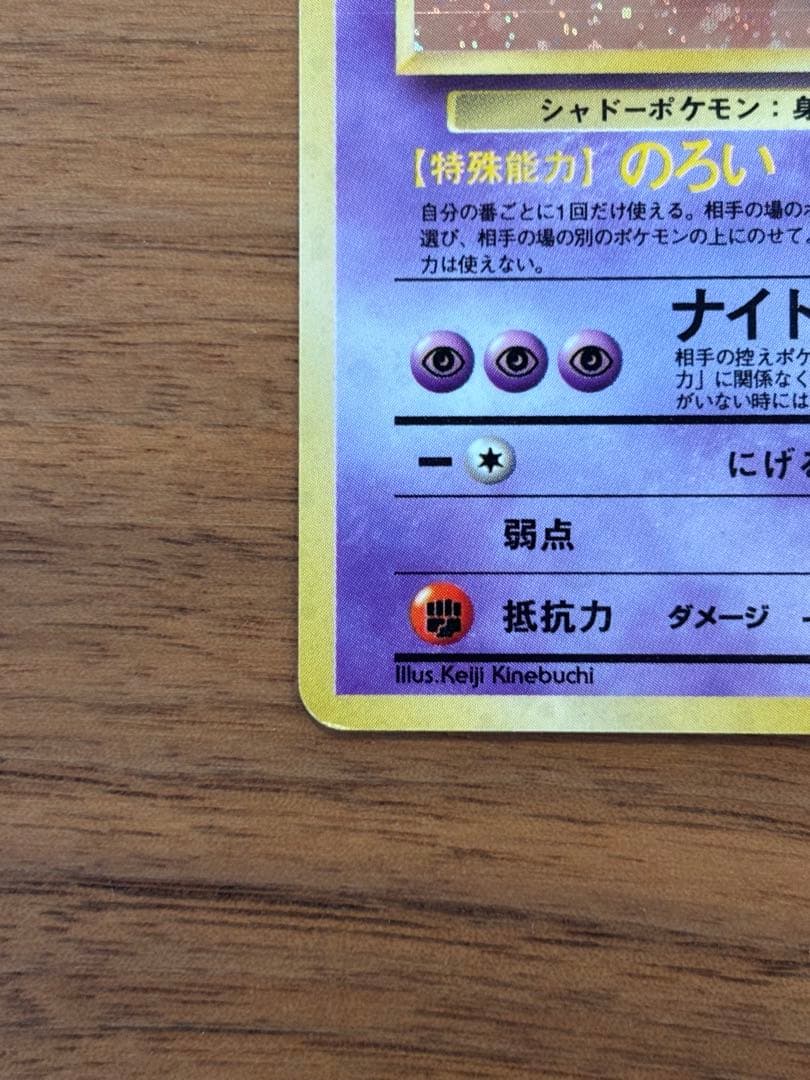 シャドーポケモン：身
【特殊能力】 のろい
自分の番ごとに1回だけ使える。相手の場の
選び、相手の場の別のポケモンの上にのせて
力は使えない。
ナイト
相手の控えポケ
力」に関係なく
がいない時には
ー にげる
弱点
抵抗力 ダメージ
Illus.Keiji Kinebuchi